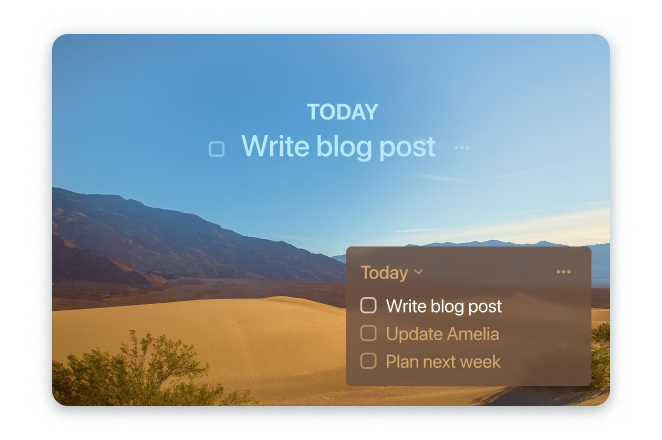 TODAY
Write blog post
Today
Write blog post
Update Amelia
Plan next week